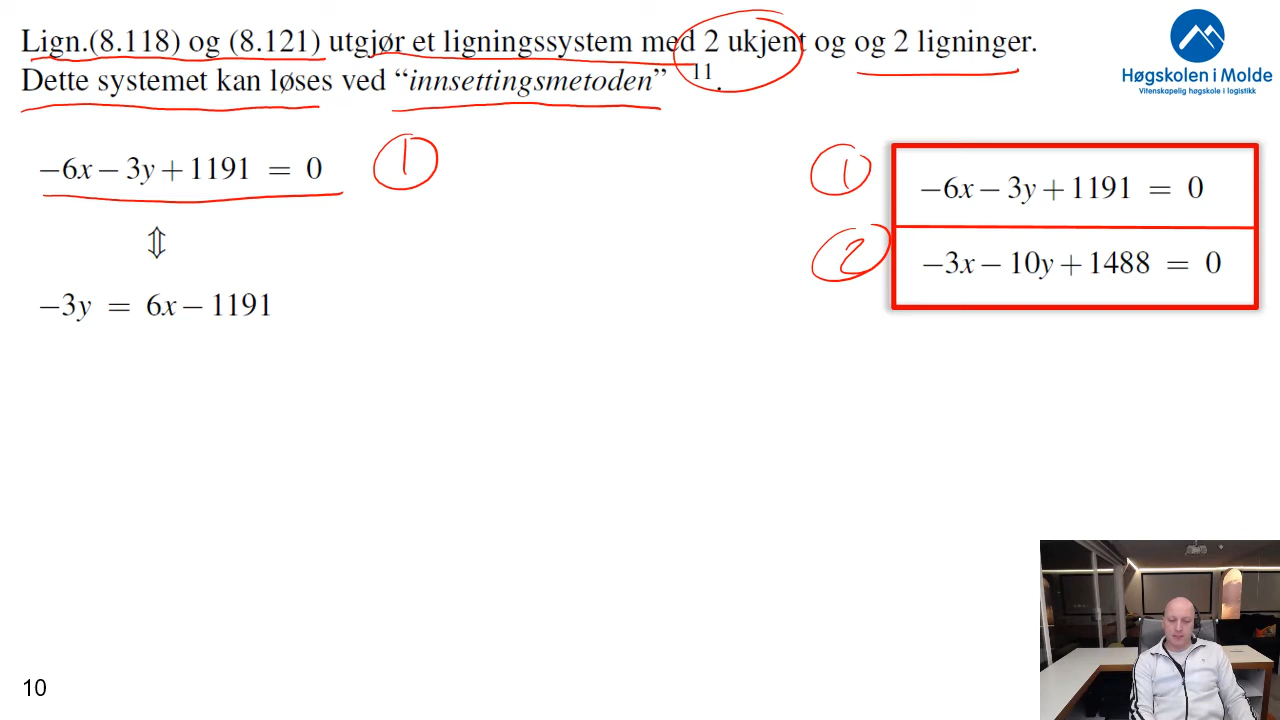 Lign.(8.118) og (8.121) utgjør et ligningssystem med 2 ukjent og og 2 ligninger.
Dette systemet kan løses ved “innsettingsmetoden” 11.
Høgskolen i Molde
Vitenskapelig høgskole i logistikk
−6x − 3y + 1191 = 0
1
⇕
−3y = 6x − 1191
1
−6x − 3y + 1191 = 0
2
−3x − 10y + 1488 = 0
10